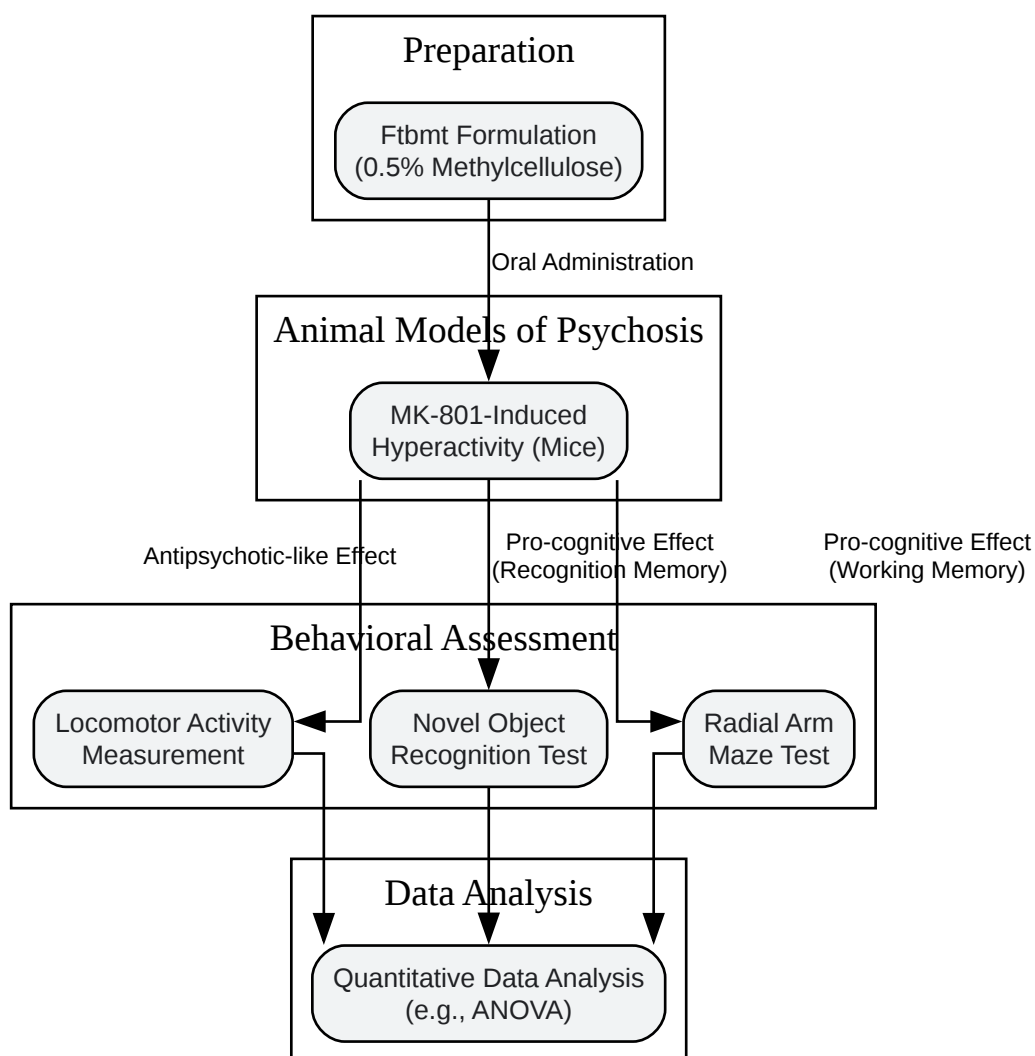 Preparation
Ftbmt Formulation
(0.5% Methylcellulose)
Oral Administration
Animal Models of Psychosis
MK-801-Induced
Hyperactivity (Mice)
Antipsychotic-like Effect
Pro-cognitive Effect
(Recognition Memory)
Pro-cognitive Effect
(Working Memory)
Behavioral Assessment
Locomotor Activity
Measurement
Novel Object
Recognition Test
Radial Arm
Maze Test
Data Analysis
Quantitative Data Analysis
(e.g., ANOVA)